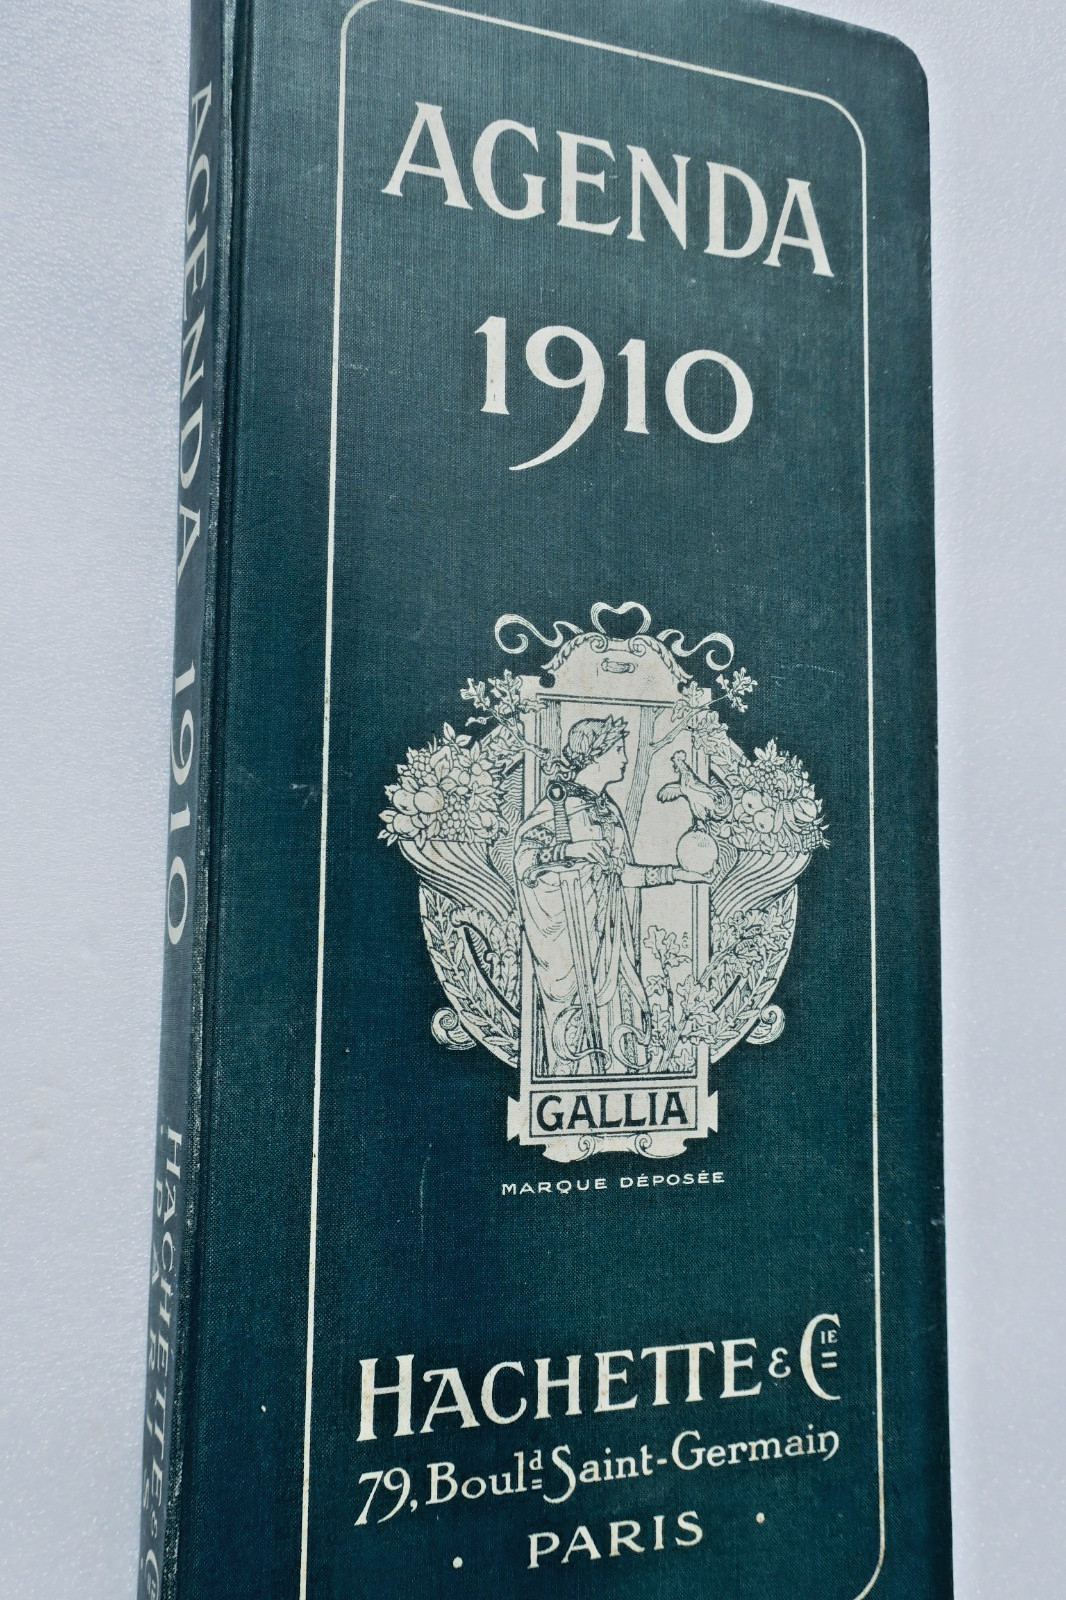 AGENDA
1910
GALLIA
MARQUE DÉPOSÉE
HACHETTE & CIE
79, Bould Saint-Germain
PARIS
AGENDA 1910 HACHETTE & CIE
PARIS